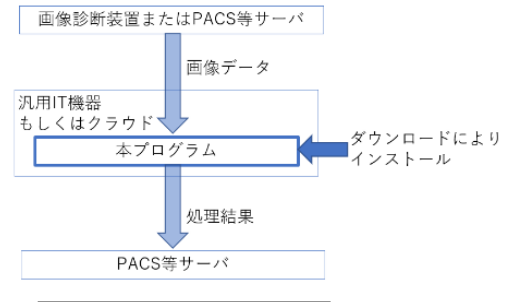 画像診断装置またはPACS等サーバ
画像データ
汎用IT機器
もしくはクラウド
本プログラム
ダウンロードにより
インストール
処理結果
PACS等サーバ